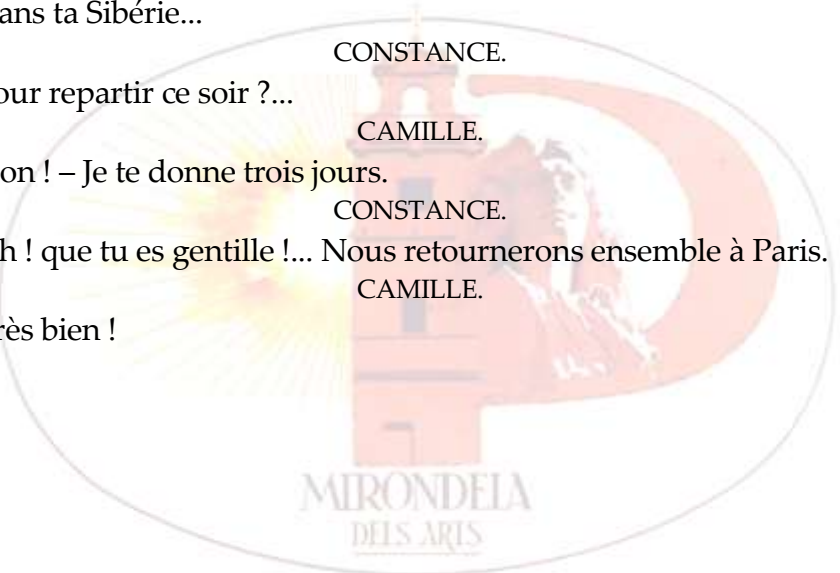 ans ta Sibérie...
CONSTANCE.
our repartir ce soir ?...
CAMILLE.
on ! – Je te donne trois jours.
CONSTANCE.
h ! que tu es gentille !... Nous retournerons ensemble à Paris.
CAMILLE.
rès bien !
MIRONDELA
DELS ARTS